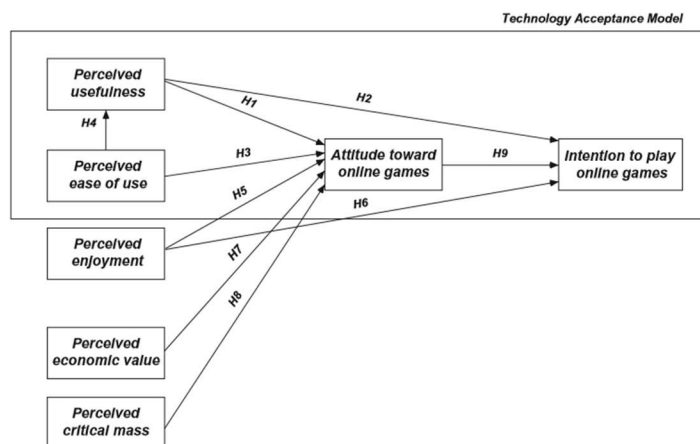 Technology Acceptance Model
Perceived
usefulness
H1
H2
H4
Perceived
ease of use
H3
Attitude toward
online games
H9
Intention to play
online games
H5
H6
Perceived
enjoyment
H7
H8
Perceived
economic value
Perceived
critical mass